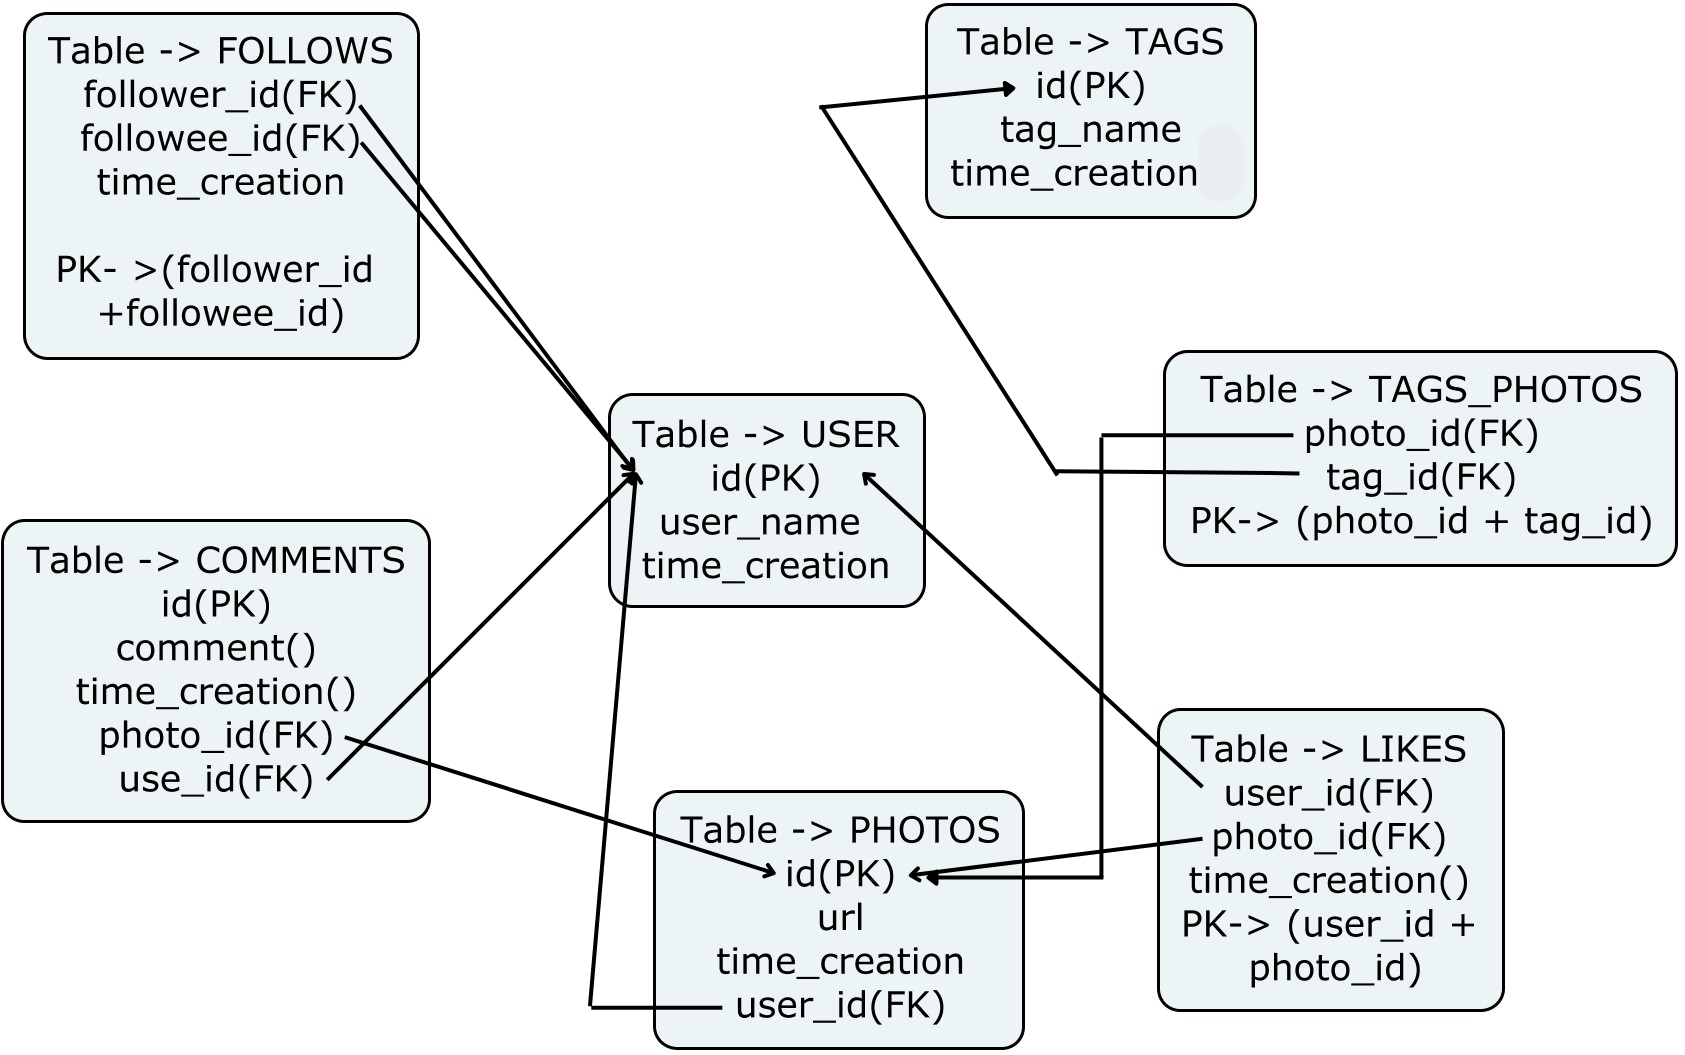 Table -> FOLLOWS
follower_id(FK)
followee_id(FK)
time_creation
PK- >(follower_id
+followee_id)
Table -> TAGS
id(PK)
tag_name
time_creation
Table -> USER
id(PK)
user_name
time_creation
Table -> TAGS_PHOTOS
photo_id(FK)
tag_id(FK)
PK-> (photo_id + tag_id)
Table -> COMMENTS
id(PK)
comment()
time_creation()
photo_id(FK)
use_id(FK)
Table -> PHOTOS
id(PK)
url
time_creation
user_id(FK)
Table -> LIKES
user_id(FK)
photo_id(FK)
time_creation()
PK-> (user_id +
photo_id)